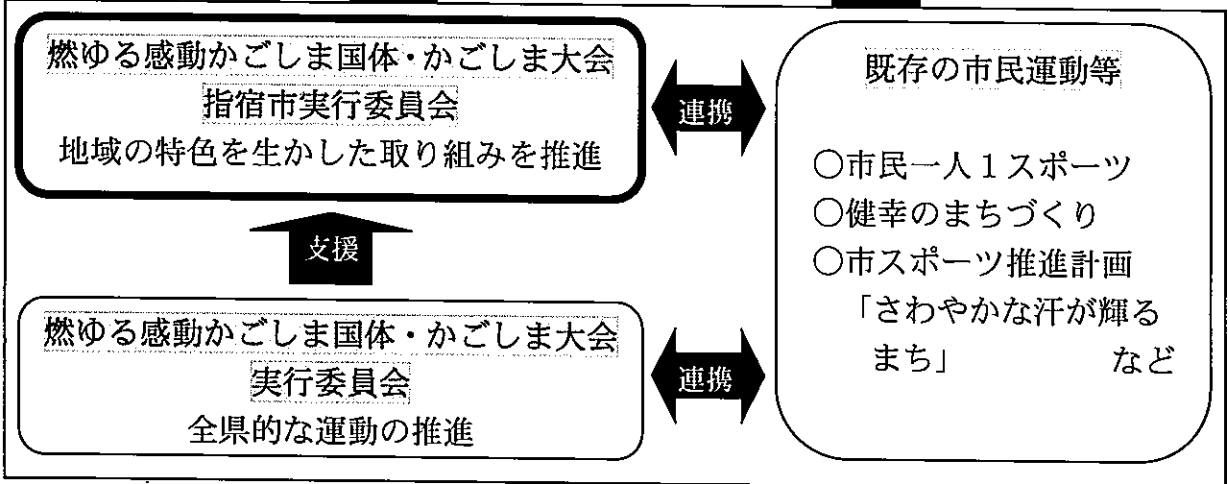 燃ゆる感動かごしま国体・かごしま大会
指宿市実行委員会
地域の特色を生かした取り組みを推進
連携
既存の市民運動等
○市民一人１スポーツ
○健幸のまちづくり
○市スポーツ推進計画
「さわやかな汗が輝る
まち」 など
支援
燃ゆる感動かごしま国体・かごしま大会
実行委員会
全県的な運動の推進
連携